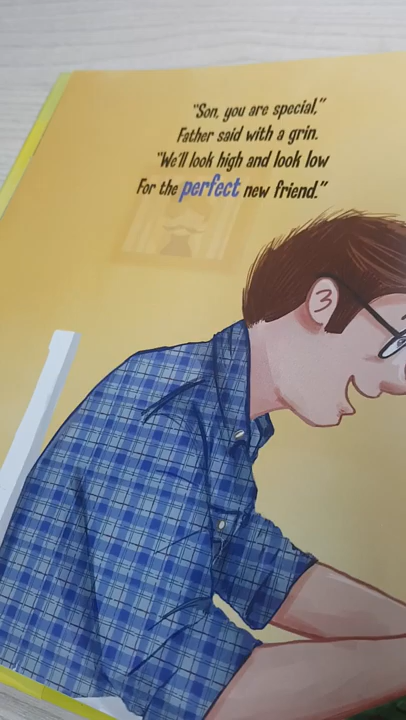 "Son, you are special,"
Father said with a grin.
"We'll look high and look low
For the perfect new friend."